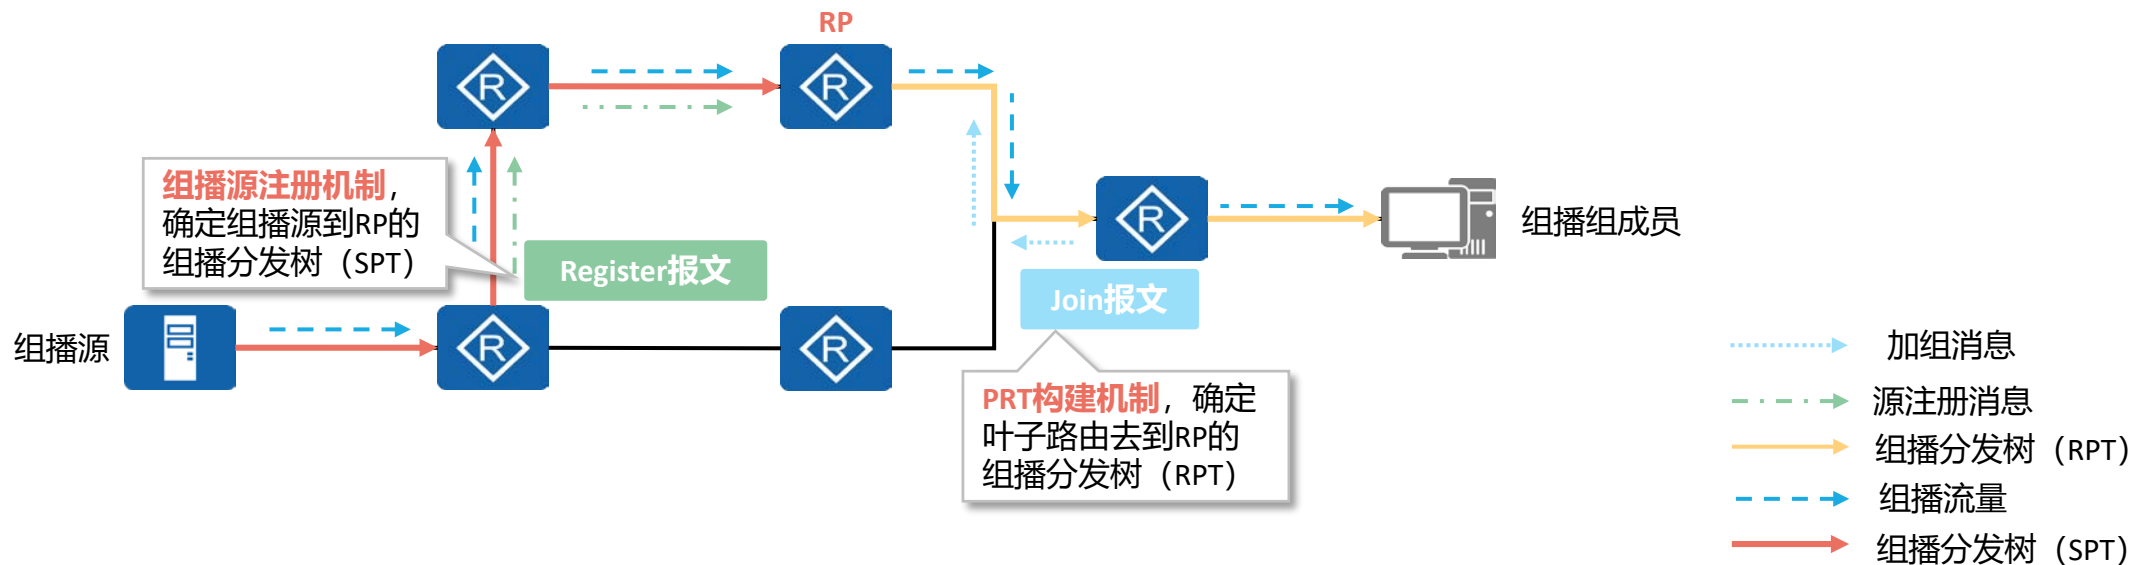 RP
R
R
组播源注册机制，
确定组播源到RP的
组播分发树（SPT）
R
组播组成员
Register报文
Join报文
组播源
R
R
PRT构建机制，确定
叶子路由去到RP的
组播分发树（RPT）
加组消息
源注册消息
组播分发树（RPT）
组播流量
组播分发树（SPT）